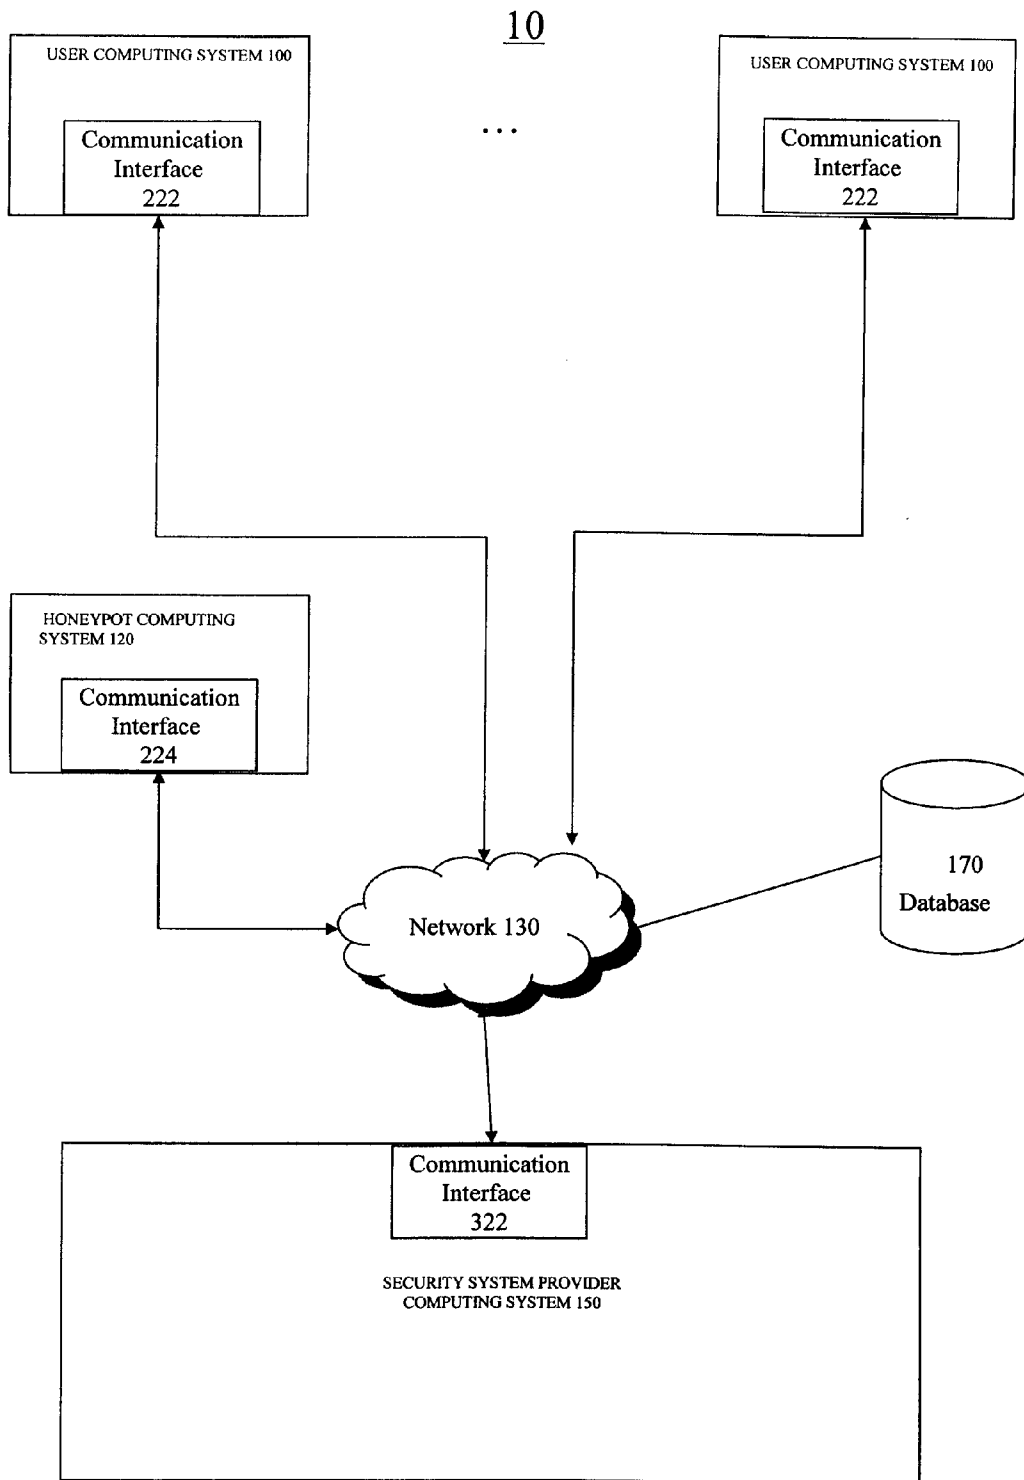 10
USER COMPUTING SYSTEM 100
Communication
Interface
222
...
USER COMPUTING SYSTEM 100
Communication
Interface
222
HONEYPOT COMPUTING
SYSTEM 120
Communication
Interface
224
170
Database
Network 130
Communication
Interface
322
SECURITY SYSTEM PROVIDER
COMPUTING SYSTEM 150